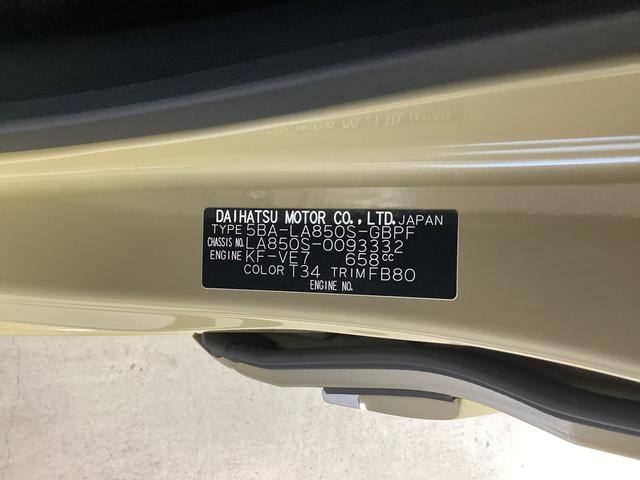 DAIHATSU MOTOR CO.,LTD. JAPAN
TYPE 5BA-LA850S-GBPF
CHASSIS NO. LA850S-0093332
ENGINE KF-VE7 658cc
COLOR T34 TRIM FB80
ENGINE NO.